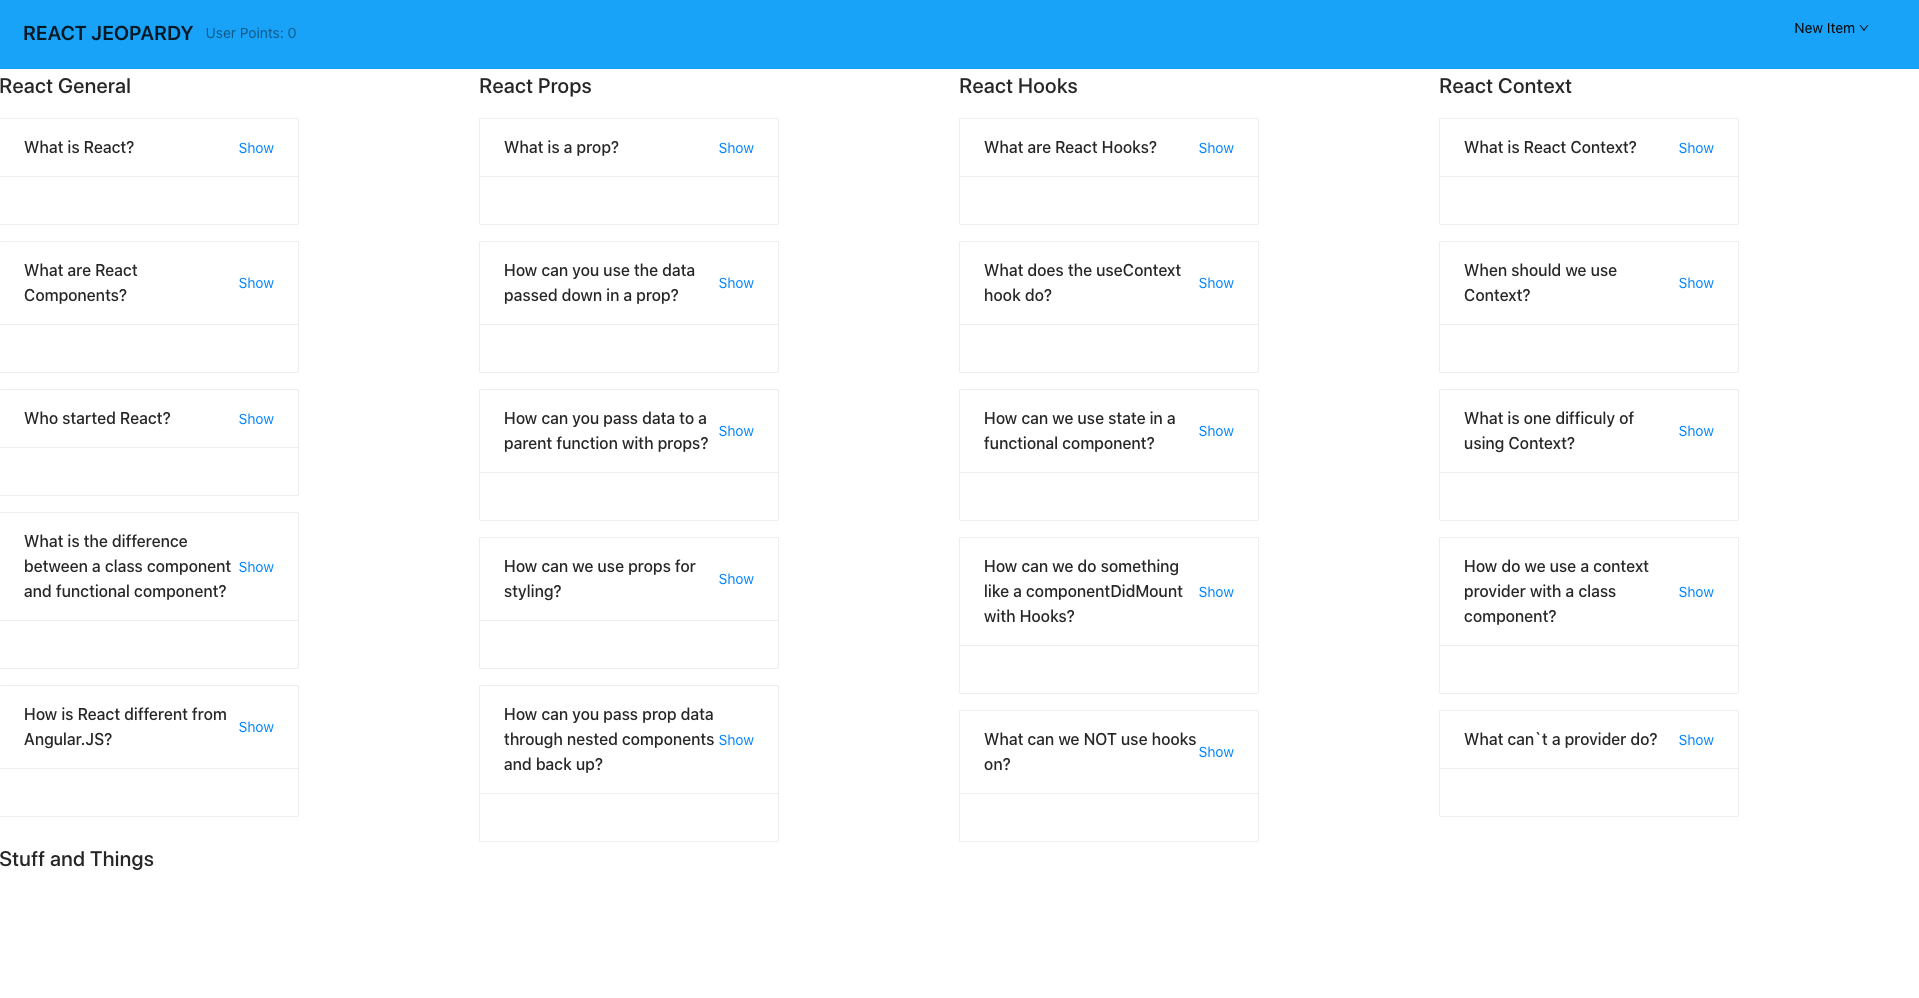 REACT JEOPARDY User Points: 0
New Item
React General
What is React? Show
What are React
Components?
Show
Who started React? Show
What is the difference
between a class component
and functional component?
Show
How is React different from
Angular.JS?
Show
React Props
What is a prop? Show
How can you use the data
passed down in a prop?
Show
How can you pass data to a
parent function with props?
Show
How can we use props for
styling?
Show
How can you pass prop data
through nested components
and back up?
Show
React Hooks
What are React Hooks? Show
What does the useContext
hook do?
Show
How can we use state in a
functional component?
Show
How can we do something
like a componentDidMount
with Hooks?
Show
What can we NOT use hooks
on?
Show
React Context
What is React Context? Show
When should we use
Context?
Show
What is one difficuly of
using Context?
Show
How do we use a context
provider with a class
component?
Show
What can`t a provider do? Show
Stuff and Things